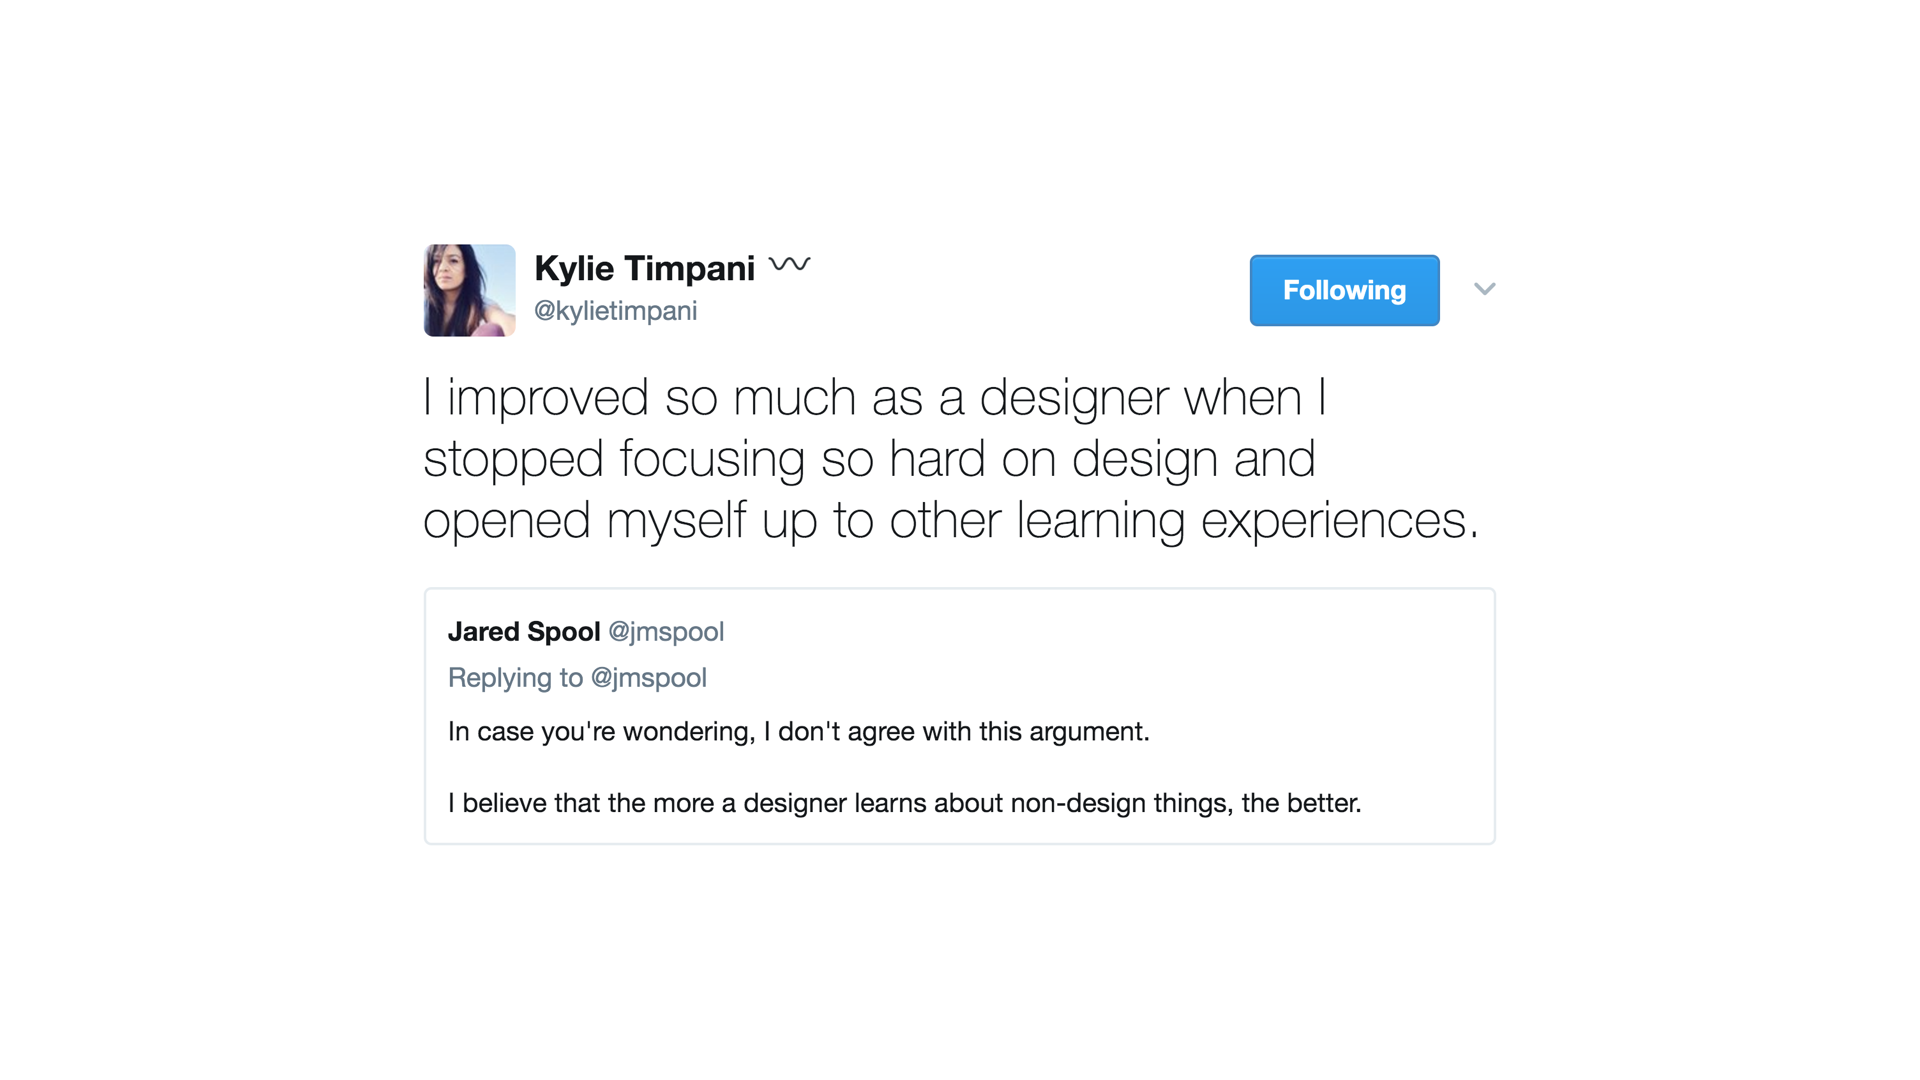 Kylie Timpani 〰
@kylietimpani
Following
I improved so much as a designer when I
stopped focusing so hard on design and
opened myself up to other learning experiences.
Jared Spool @jmspool
Replying to @jmspool
In case you're wondering, I don't agree with this argument.
I believe that the more a designer learns about non-design things, the better.